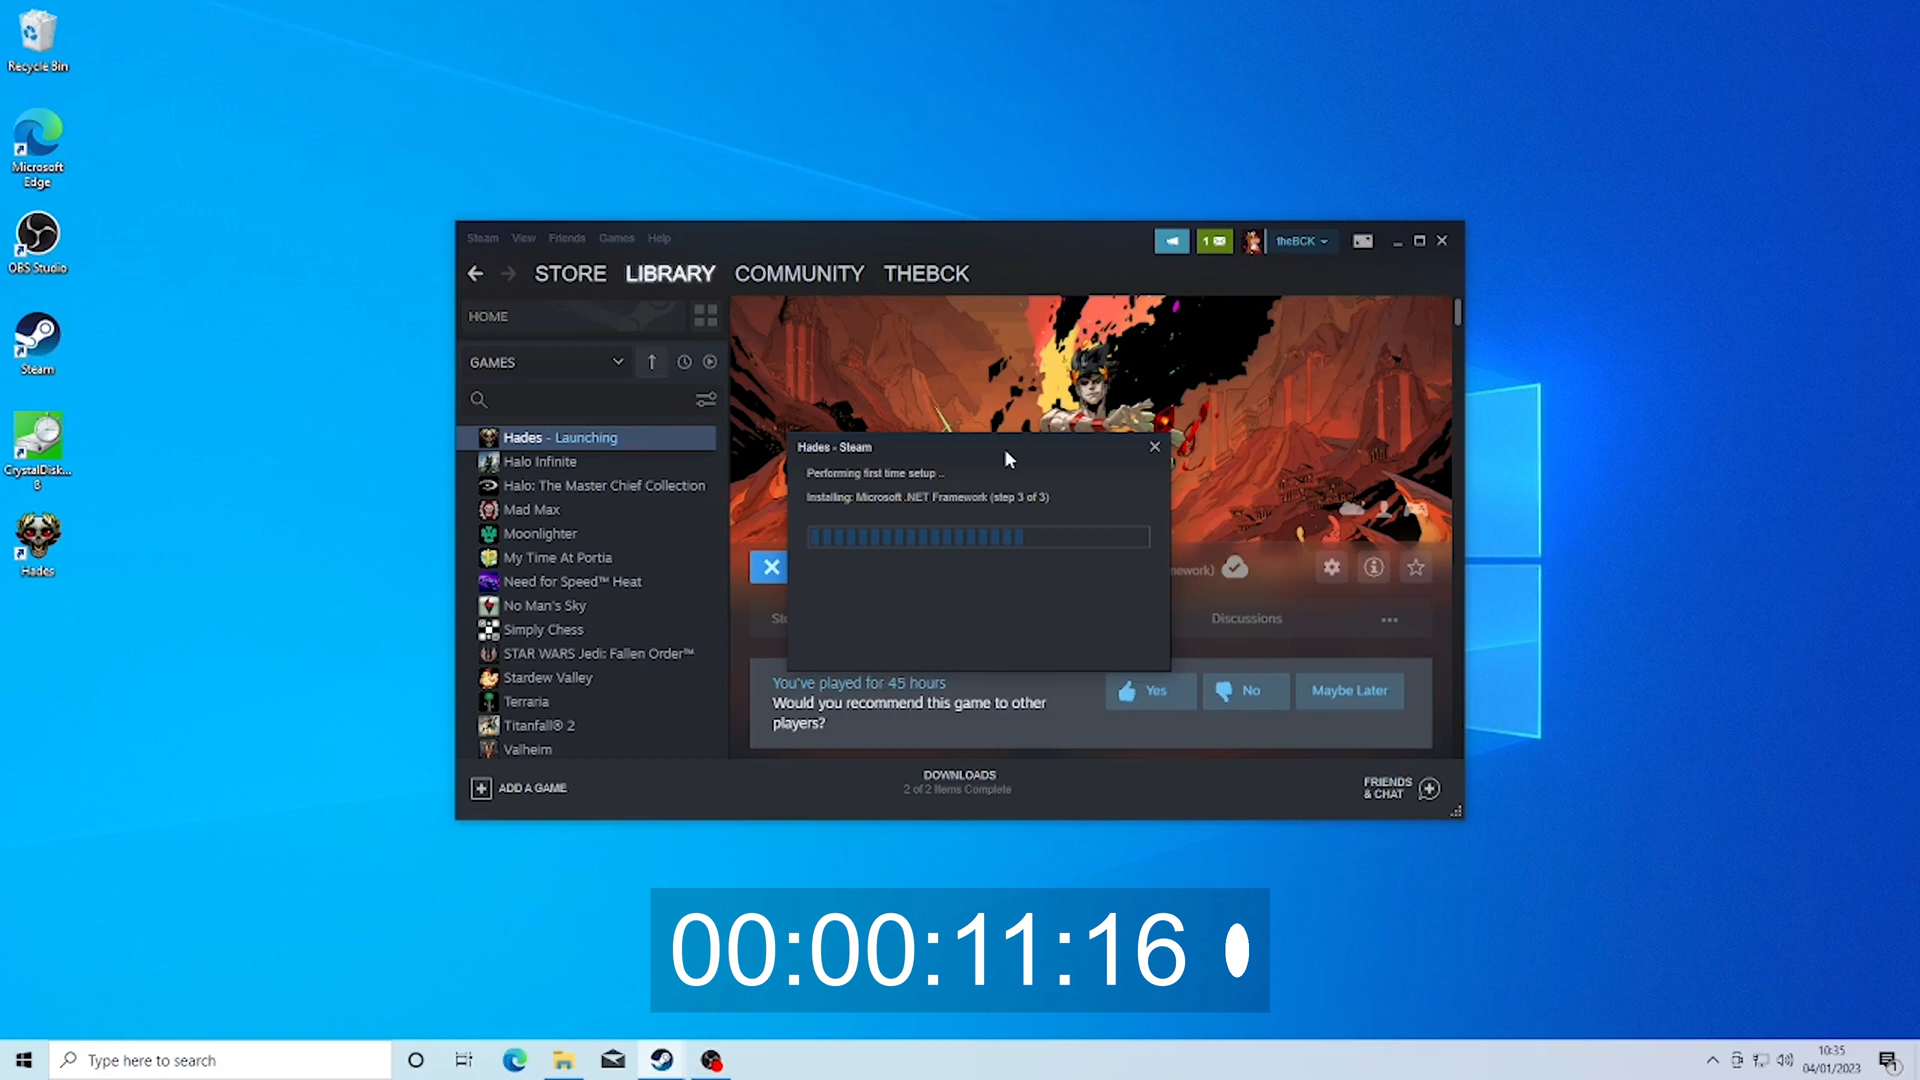 Recycle Bin
Microsoft
Edge
OBS Studio
Steam
CrystalDisk...
8
Hades
Steam View Friends Games Help
1
theBCK
STORE LIBRARY COMMUNITY THEBCK
HOME
GAMES
Hades - Launching
Halo Infinite
Halo: The Master Chief Collection
Mad Max
Moonlighter
My Time At Portia
Need for Speed™ Heat
No Man's Sky
Simply Chess
STAR WARS Jedi: Fallen Order™
Stardew Valley
Terraria
Titanfall® 2
Valheim
Hades - Steam
Performing first time setup ..
Installing: Microsoft .NET Framework (step 3 of 3)
ework)
Sto
Discussions
You've played for 45 hours
Would you recommend this game to other
players?
Yes
No
Maybe Later
ADD A GAME
DOWNLOADS
2 of 2 Items Complete
FRIENDS
& CHAT
00:00:11:16
Type here to search
10:35
04/01/2023
1